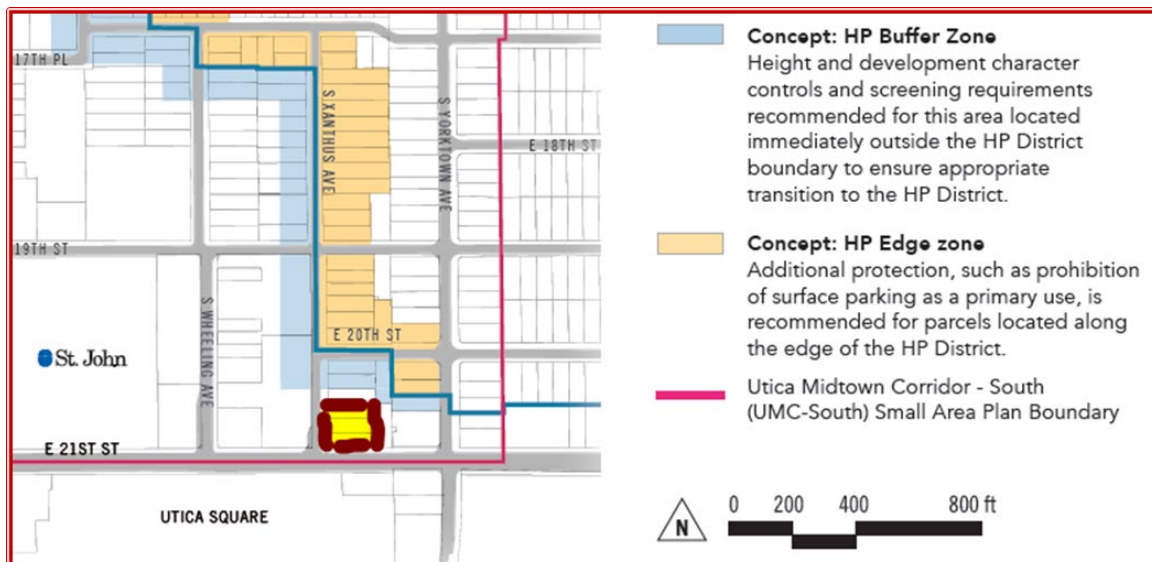 17TH PL
S XANTHUS AVE
S YORKTOWN AVE
E 18TH ST
19TH ST
S WHEELING AVE
E 20TH ST
St. John
E 21ST ST
UTICA SQUARE
Concept: HP Buffer Zone
Height and development character
controls and screening requirements
recommended for this area located
immediately outside the HP District
boundary to ensure appropriate
transition to the HP District.
Concept: HP Edge zone
Additional protection, such as prohibition
of surface parking as a primary use, is
recommended for parcels located along
the edge of the HP District.
Utica Midtown Corridor - South
(UMC-South) Small Area Plan Boundary
N
0 200 400 800 ft